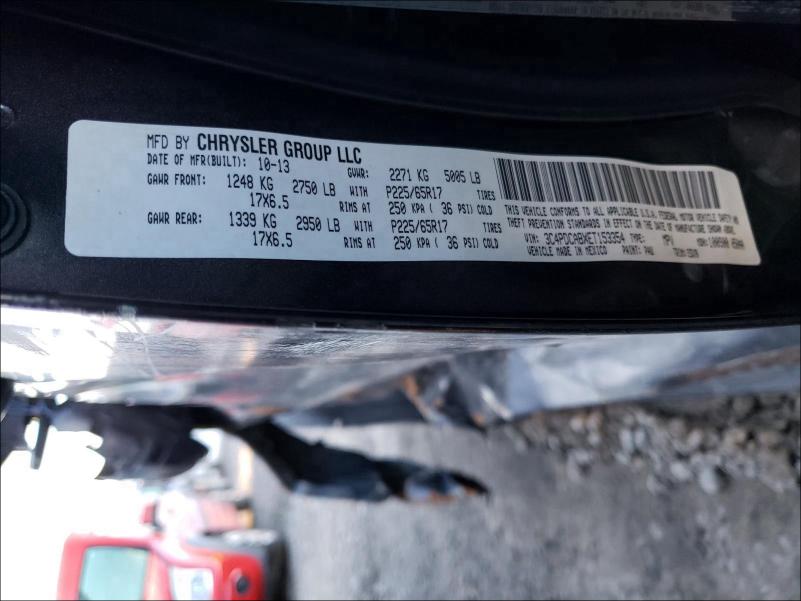 MFD BY CHRYSLER GROUP LLC
DATE OF MFR(BUILT): 10-13 GVWR: 2271 KG 5005 LB
GAWR FRONT: 1248 KG 2750 LB WITH P225/65R17 TIRES
17X6.5 RIMS AT 250 KPA ( 36 PSI) COLD
GAWR REAR: 1339 KG 2950 LB WITH P225/65R17 TIRES
17X6.5 RIMS AT 250 KPA ( 36 PSI) COLD
THIS VEHICLE CONFORMS TO ALL APPLICABLE U.S.A. FEDERAL MOTOR VEHICLE SAFETY AND
THEFT PREVENTION STANDARDS IN EFFECT ON THE DATE OF MANUFACTURE SHOWN ABOVE.
VIN: 3C4PDCABXET153354 TYPE: MPV MDH:
VEHICLE MADE IN MEXICO PAINT: PAU TRIM: